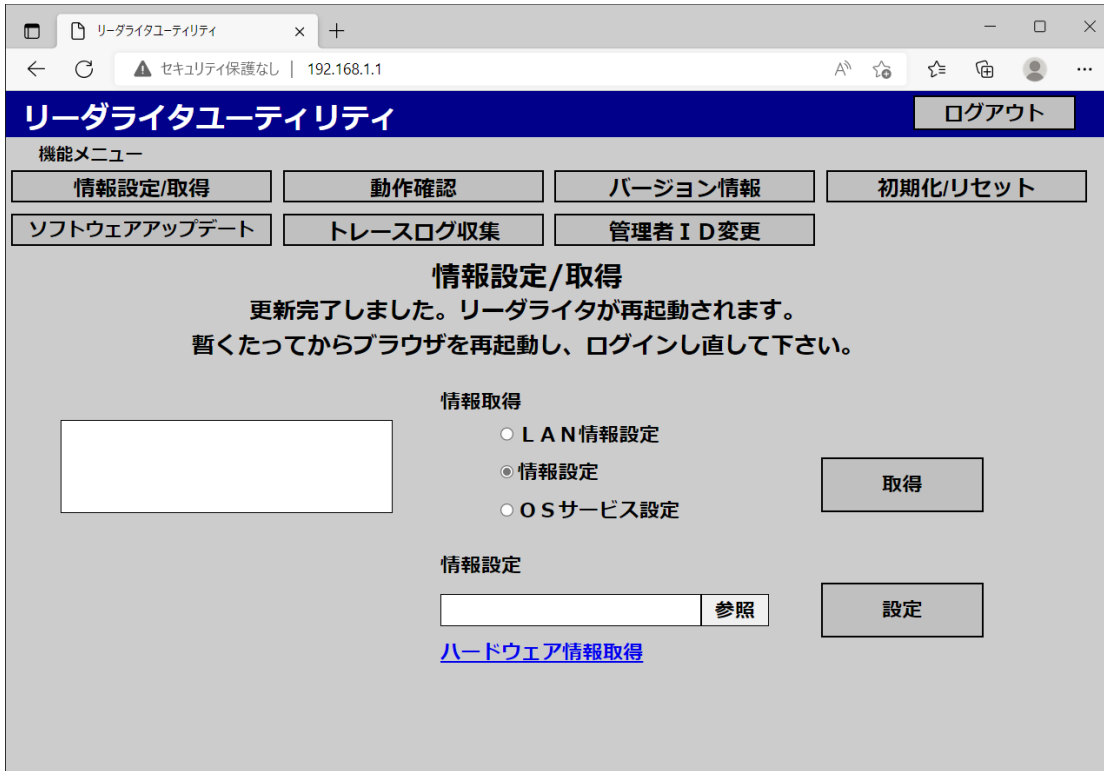 リーダライタユーティリティ
セキュリティ保護なし | 192.168.1.1
リーダライタユーティリティ
ログアウト
機能メニュー
情報設定/取得 動作確認 バージョン情報 初期化/リセット
ソフトウェアアップデート トレースログ収集 管理者ＩＤ変更
情報設定/取得
更新完了しました。リーダライタが再起動されます。
暫くたってからブラウザを再起動し、ログインし直して下さい。
情報取得
ＬＡＮ情報設定
情報設定
ＯＳサービス設定
取得
情報設定
参照
設定
ハードウェア情報取得